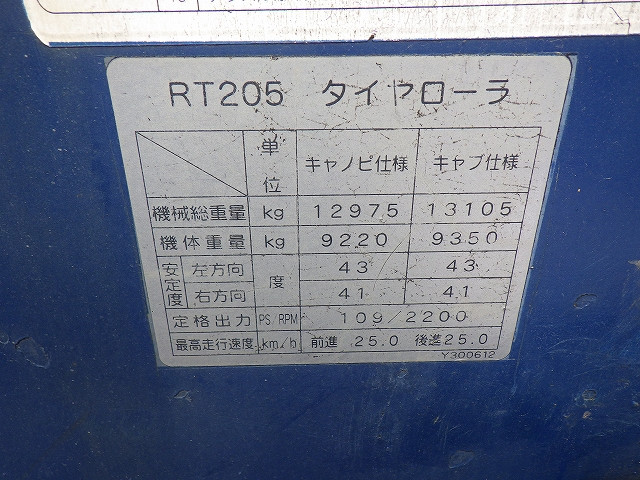 RT205 タイヤローラ
単位 キャノピ仕様 キャブ仕様
機械総重量 kg 12975 13105
機体重量 kg 9220 9350
安定度 左方向 度 43 43
右方向 41 41
定格出力 PS/RPM 109/2200
最高走行速度 km/h 前進 25.0 後進25.0
Y300612